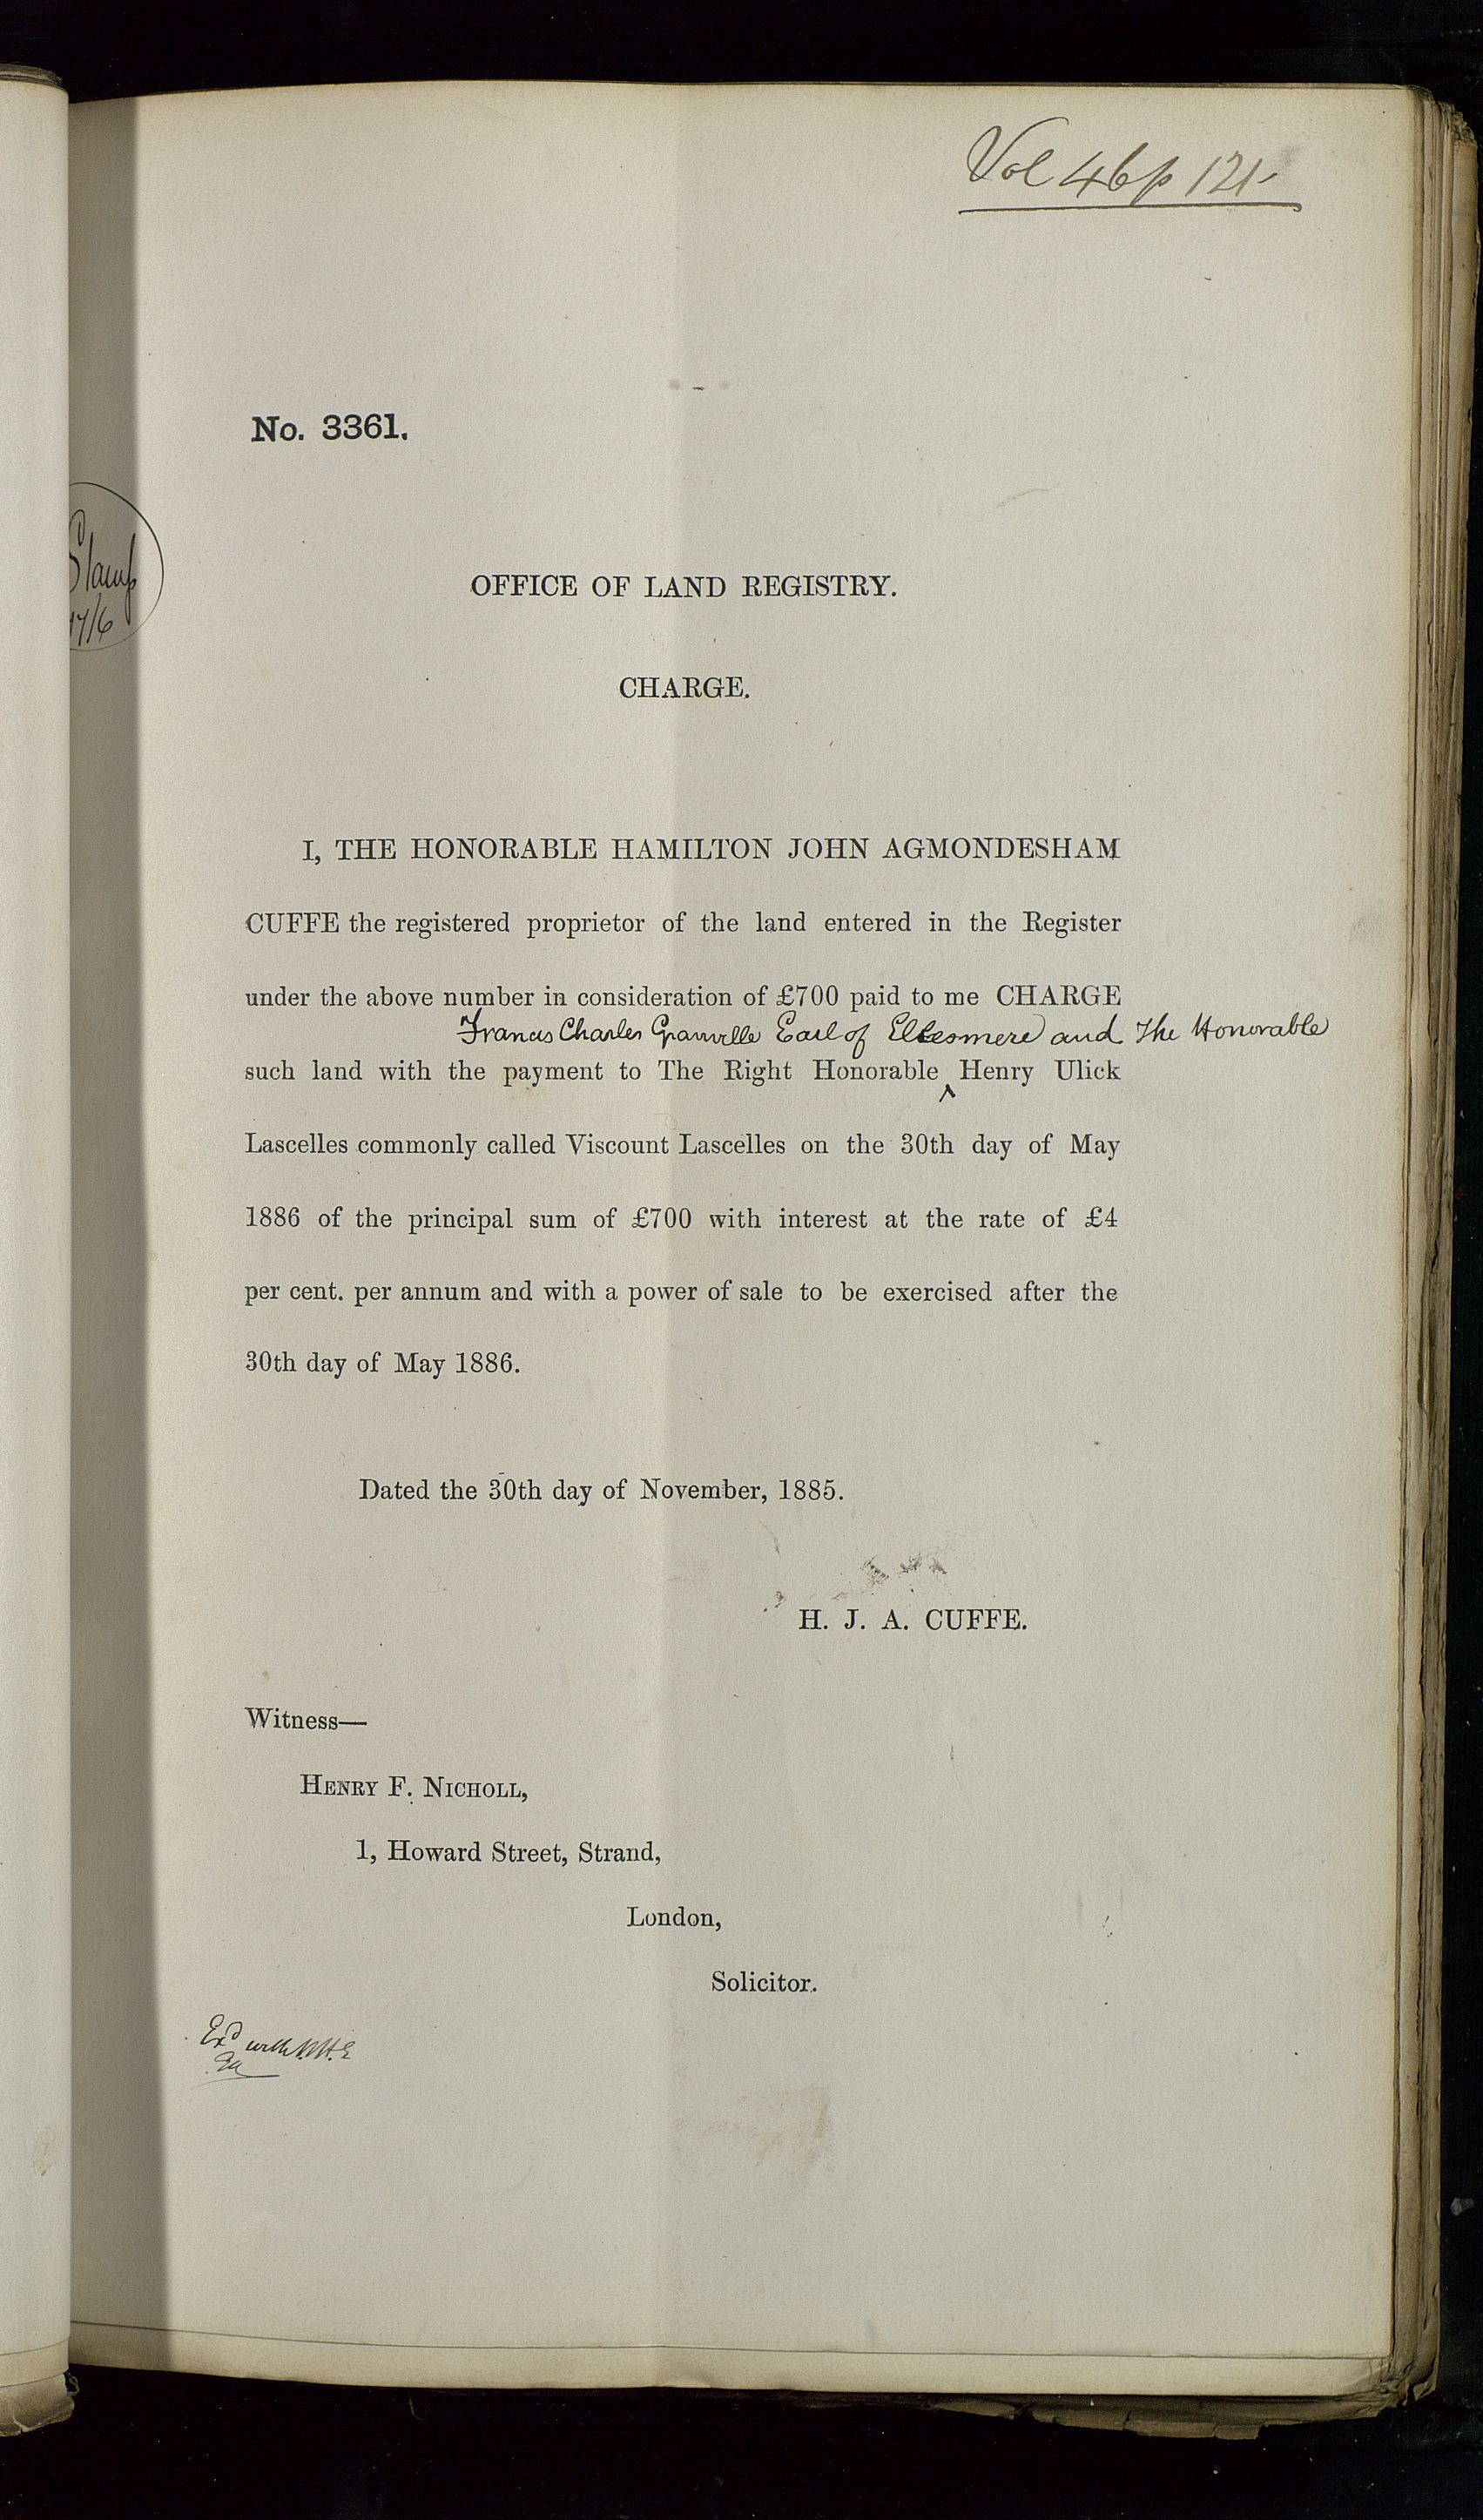 Vol 46 p 121
No. 3361.
Stamp
17/6
OFFICE OF LAND REGISTRY.
CHARGE.
I, THE HONORABLE HAMILTON JOHN AGMONDESHAM
CUFFE the registered proprietor of the land entered in the Register
under the above number in consideration of £700 paid to me CHARGE
Francis Charles Granville Earl of Ellesmere and The Honorable
such land with the payment to The Right Honorable ^ Henry Ulick
Lascelles commonly called Viscount Lascelles on the 30th day of May
1886 of the principal sum of £700 with interest at the rate of £4
per cent. per annum and with a power of sale to be exercised after the
30th day of May 1886.
Dated the 30th day of November, 1885.
H. J. A. CUFFE.
Witness—
HENRY F. NICHOLL,
1, Howard Street, Strand,
London,
Solicitor.
Exd with